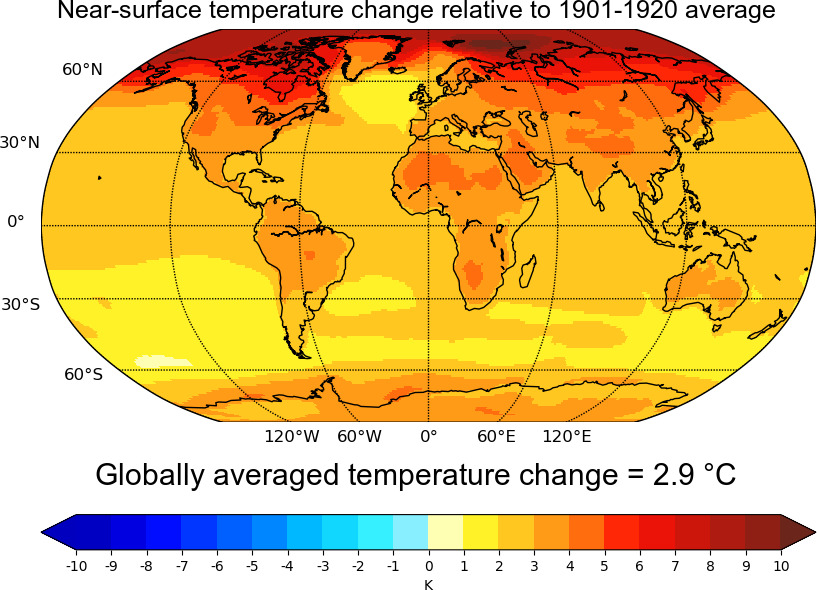 Near-surface temperature change relative to 1901-1920 average
60°N
30°N
0°
30°S
60°S
120°W 60°W 0° 60°E 120°E
Globally averaged temperature change = 2.9 °C
-10 -9 -8 -7 -6 -5 -4 -3 -2 -1 0 1 2 3 4 5 6 7 8 9 10
K